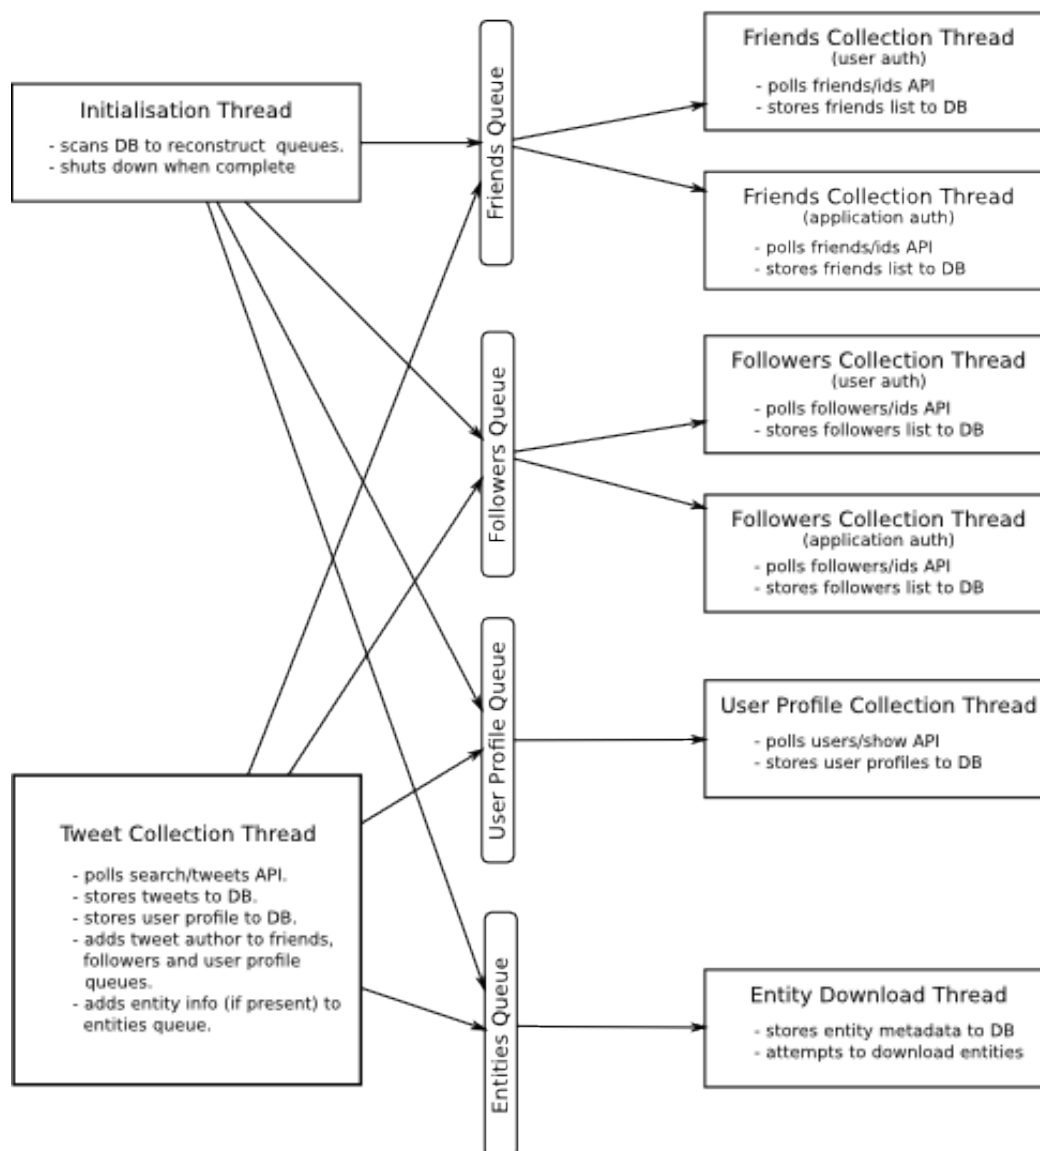 Initialisation Thread
- scans DB to reconstruct queues.
- shuts down when complete
Tweet Collection Thread
- polls search/tweets API.
- stores tweets to DB.
- stores user profile to DB.
- adds tweet author to friends,
followers and user profile
queues.
- adds entity info (if present) to
entities queue.
Friends Queue
Followers Queue
User Profile Queue
Entities Queue
Friends Collection Thread
(user auth)
- polls friends/ids API
- stores friends list to DB
Friends Collection Thread
(application auth)
- polls friends/ids API
- stores friends list to DB
Followers Collection Thread
(user auth)
- polls followers/ids API
- stores followers list to DB
Followers Collection Thread
(application auth)
- polls followers/ids API
- stores followers list to DB
User Profile Collection Thread
- polls users/show API
- stores user profiles to DB
Entity Download Thread
- stores entity metadata to DB
- attempts to download entities